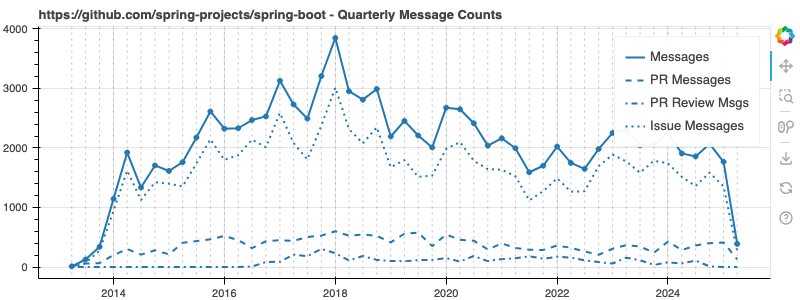 https://github.com/spring-projects/spring-boot - Quarterly Message Counts
4000
3000
2000
1000
0
Messages
PR Messages
PR Review Msgs
Issue Messages
2014 2016 2018 2020 2022 2024